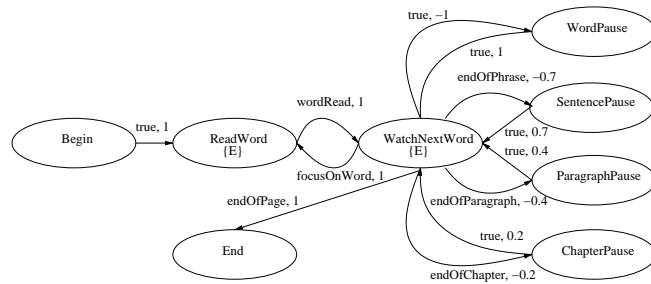 true, −1
WordPause
true, 1
endOfPhrase, −0.7
wordRead, 1
SentencePause
true, 1
true, 0.7
Begin
ReadWord
{E}
WatchNextWord
{E}
true, 0.4
focusOnWord, 1
ParagraphPause
endOfPage, 1
endOfParagraph, −0.4
true, 0.2
End
ChapterPause
endOfChapter, −0.2